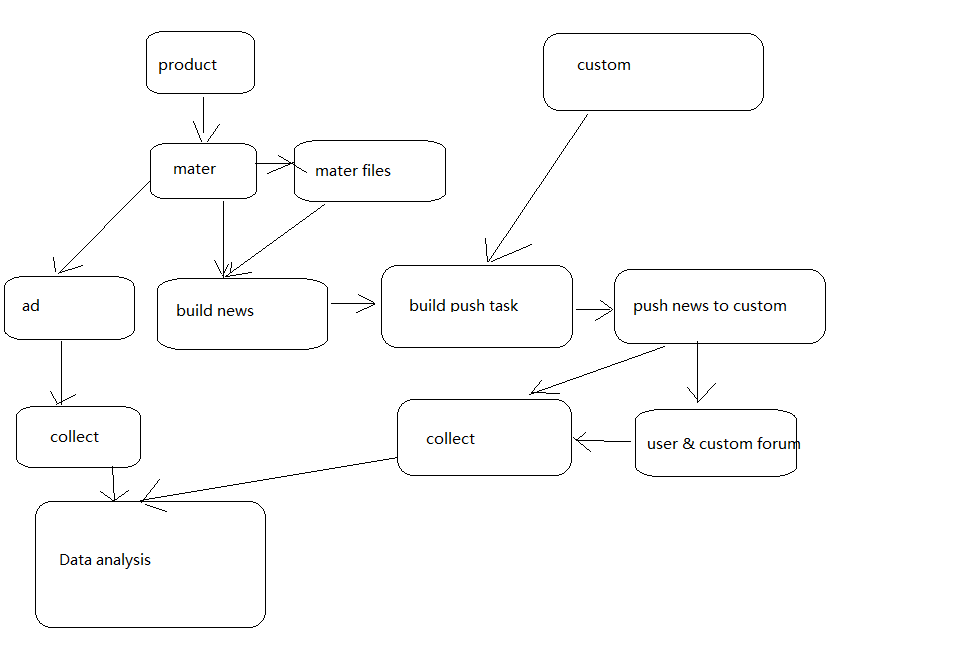 product
custom
mater
mater files
ad
build news
build push task
push news to custom
collect
collect
user & custom forum
Data analysis